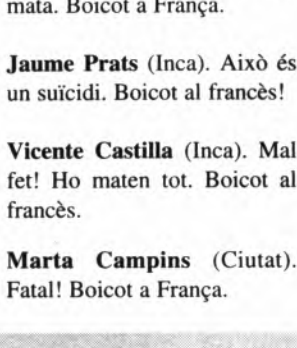 mata. Boicot a França.
Jaume Prats (Inca). Això és
un suïcidi. Boicot al francès!
Vicente Castilla (Inca). Mal
fet! Ho maten tot. Boicot al
francès.
Marta Campins (Ciutat).
Fatal! Boicot a França.